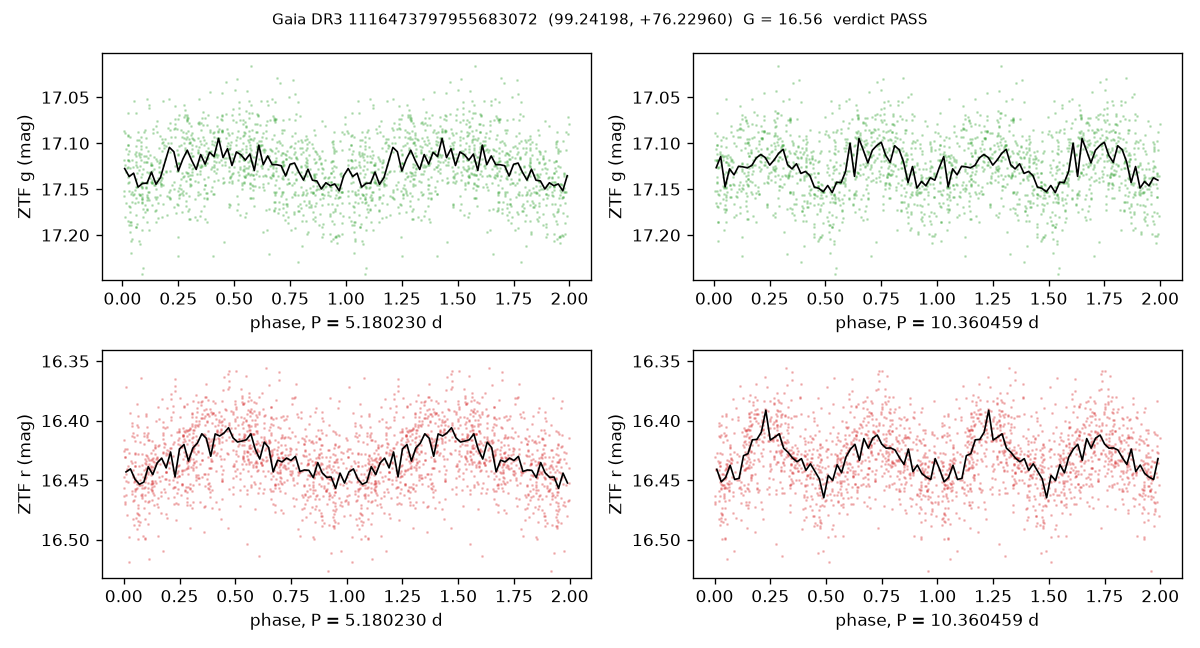 Gaia DR3 1116473797955683072 (99.24198, +76.22960) G = 16.56 verdict PASS
ZTF g (mag)
17.05
17.10
17.15
17.20
0.00 0.25 0.50 0.75 1.00 1.25 1.50 1.75 2.00
phase, P = 5.180230 d
ZTF g (mag)
17.05
17.10
17.15
17.20
0.00 0.25 0.50 0.75 1.00 1.25 1.50 1.75 2.00
phase, P = 10.360459 d
ZTF r (mag)
16.35
16.40
16.45
16.50
0.00 0.25 0.50 0.75 1.00 1.25 1.50 1.75 2.00
phase, P = 5.180230 d
ZTF r (mag)
16.35
16.40
16.45
16.50
0.00 0.25 0.50 0.75 1.00 1.25 1.50 1.75 2.00
phase, P = 10.360459 d